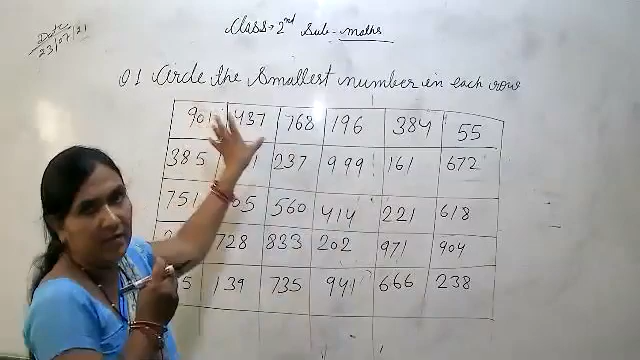 Date
23/07/21
Class → 2nd Sub - maths
Q1 Circle the Smallest number in each row
901 437 768 196 384 55
385 237 999 161 672
751 560 414 221 618
728 833 202 971 904
139 735 941 666 238